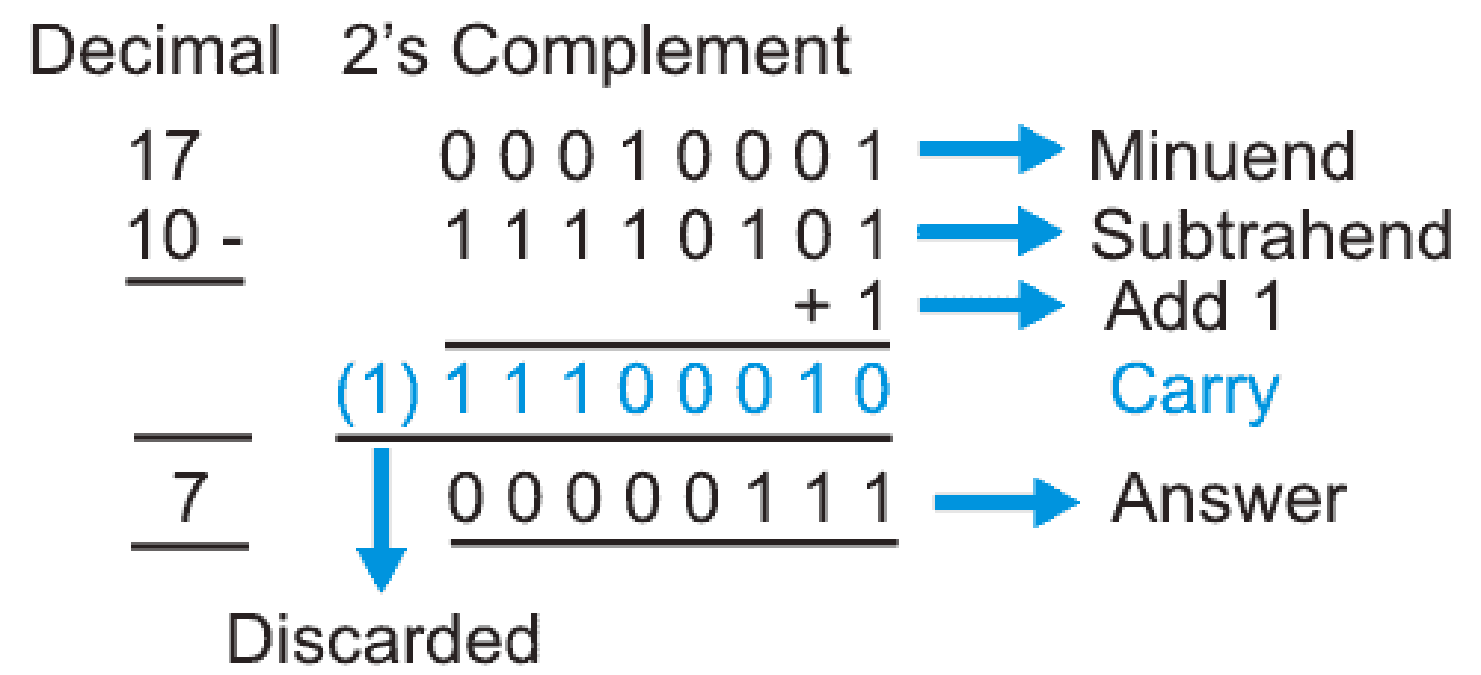 Decimal 2's Complement
17 0 0 0 1 0 0 0 1 Minuend
10 - 1 1 1 1 0 1 0 1 Subtrahend
+ 1 Add 1
(1) 1 1 1 0 0 0 1 0 Carry
7 0 0 0 0 0 1 1 1 Answer
Discarded